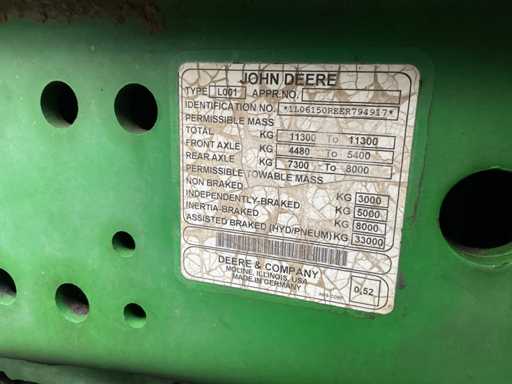 JOHN DEERE
TYPE L001 APPR.NO.
IDENTIFICATION NO. *1L06150REER794917*
PERMISSIBLE MASS
TOTAL KG 11300 To 11300
FRONT AXLE KG 4480 To 5400
REAR AXLE KG 7300 - To 8000
PERMISSIBLE TOWABLE MASS
NON BRAKED KG 3000
INDEPENDENTLY-BRAKED KG 5000
INERTIA-BRAKED KG 8000
ASSISTED BRAKED (HYD/PNEUM) KG 33000
DEERE & COMPANY
MOLINE, ILLINOIS, USA
MADE IN GERMANY
0,52